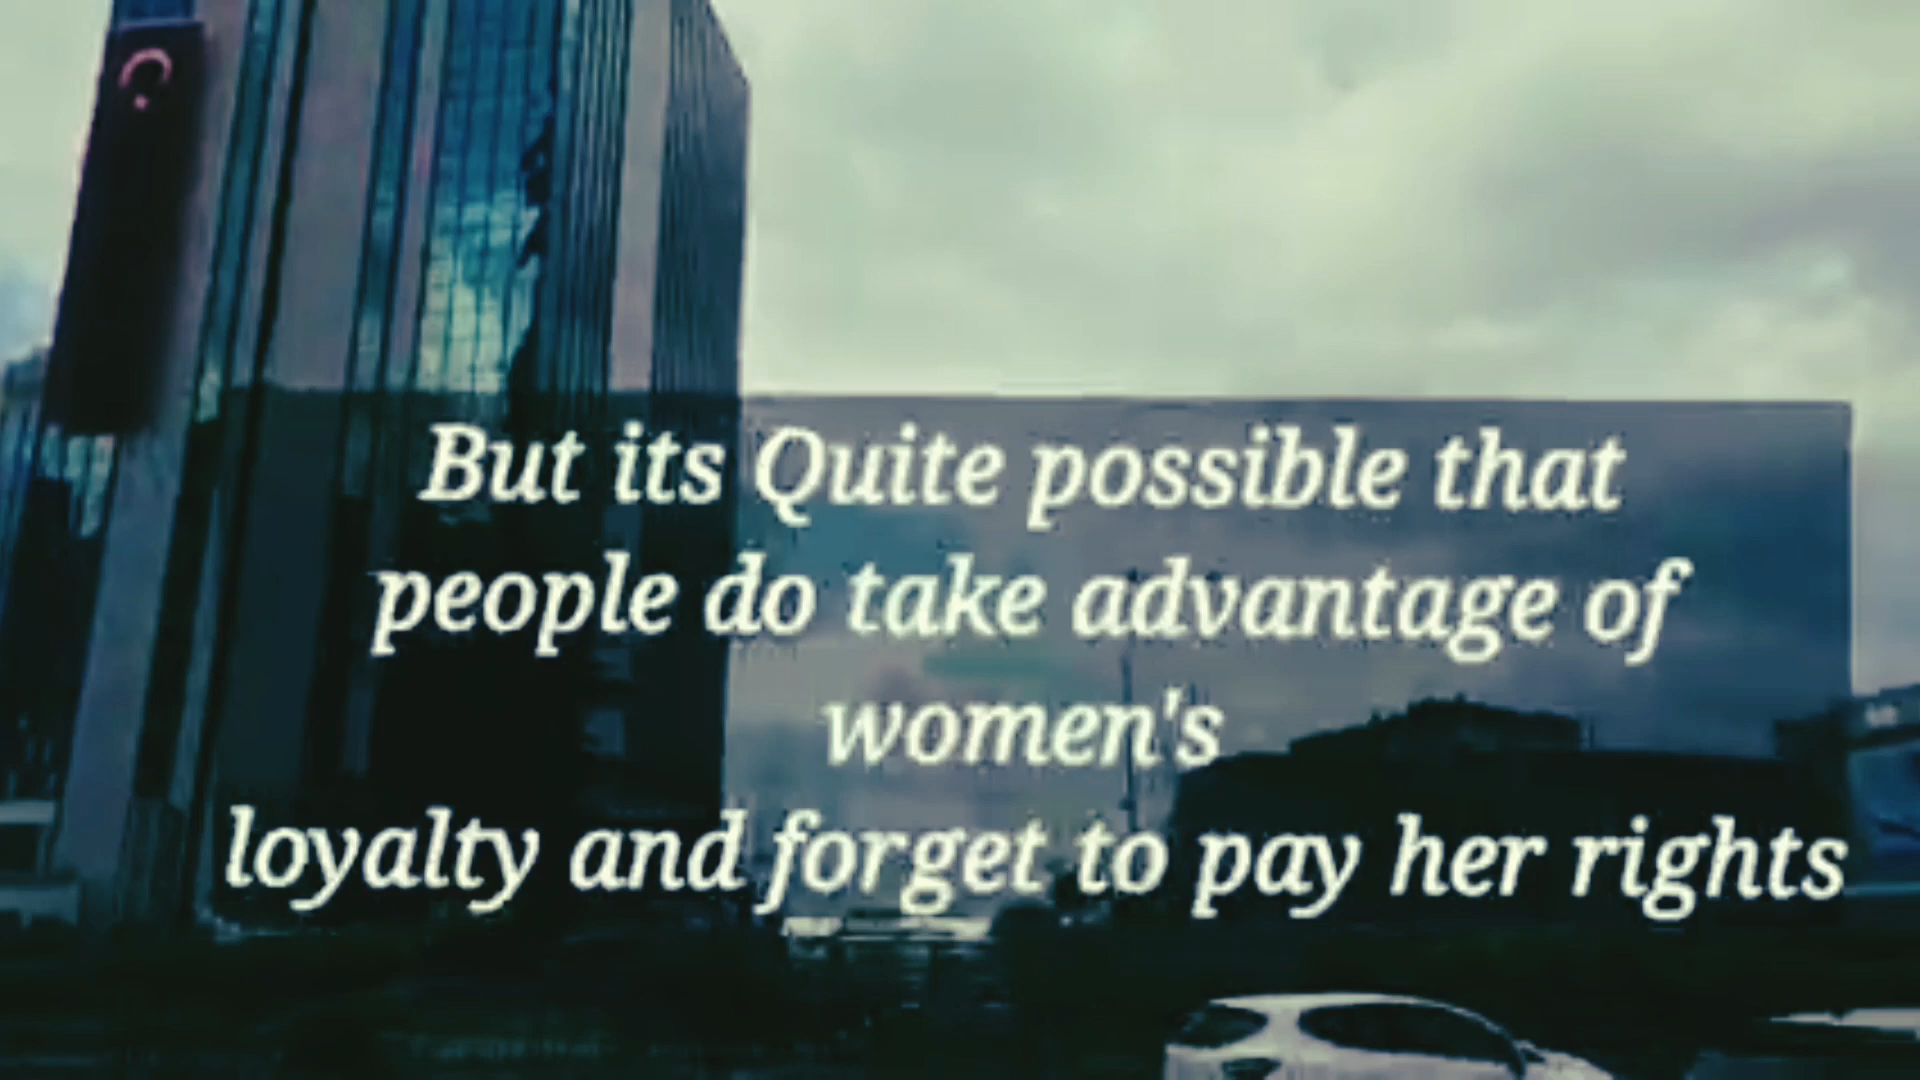 But its Quite possible that
people do take advantage of
women's
loyalty and forget to pay her rights